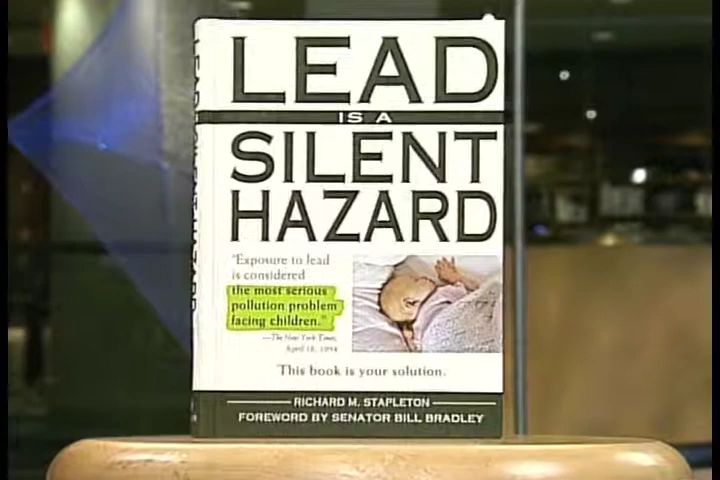 LEAD
IS A
SILENT
HAZARD
"Exposure to lead
is considered
the most serious
pollution problem
facing children."
—The New York Times,
April 18, 1994
This book is your solution.
RICHARD M. STAPLETON
FOREWORD BY SENATOR BILL BRADLEY